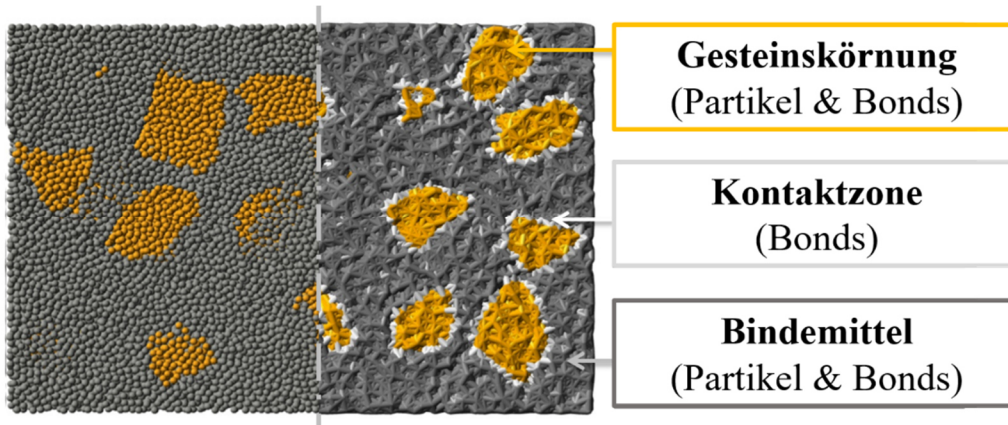 Gesteinskörnung
(Partikel & Bonds)
Kontaktzone
(Bonds)
Bindemittel
(Partikel & Bonds)